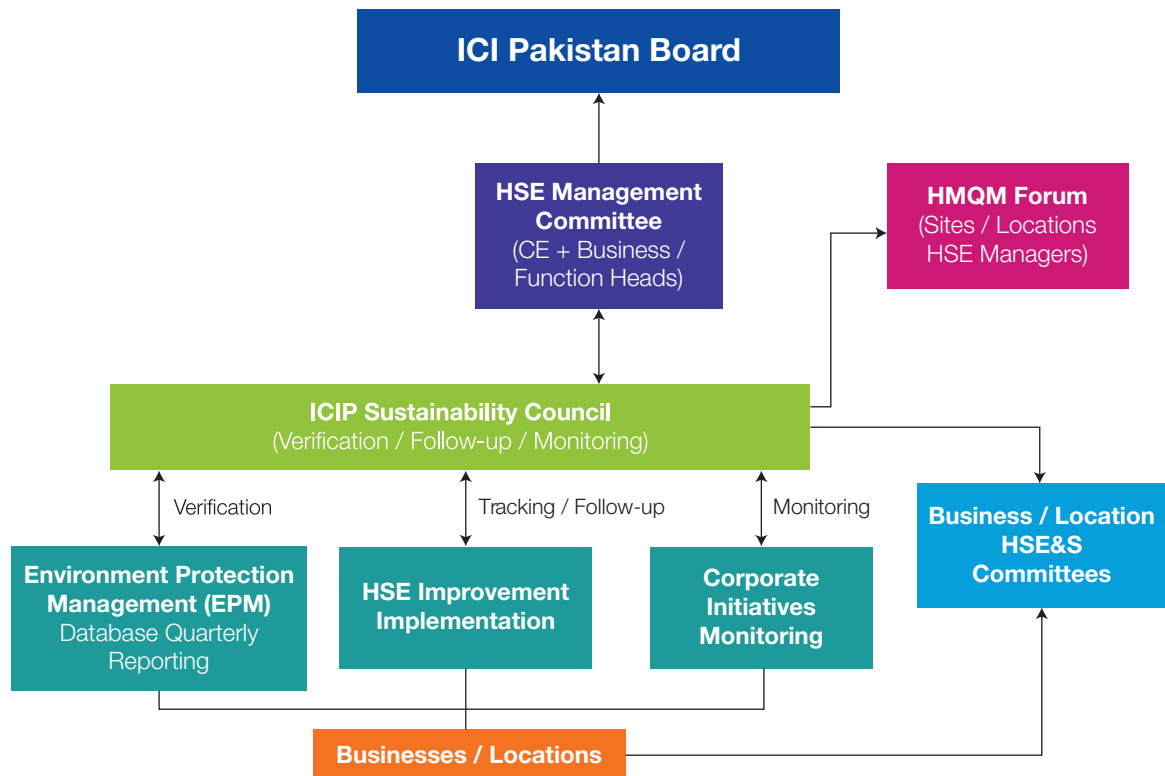 ICI Pakistan Board
HSE Management
Committee
(CE + Business /
Function Heads)
HMQM Forum
(Sites / Locations
HSE Managers)
ICIP Sustainability Council
(Verification / Follow-up / Monitoring)
Verification
Tracking / Follow-up
Monitoring
Environment Protection
Management (EPM)
Database Quarterly
Reporting
HSE Improvement
Implementation
Corporate
Initiatives
Monitoring
Business / Location
HSE&S
Committees
Businesses / Locations